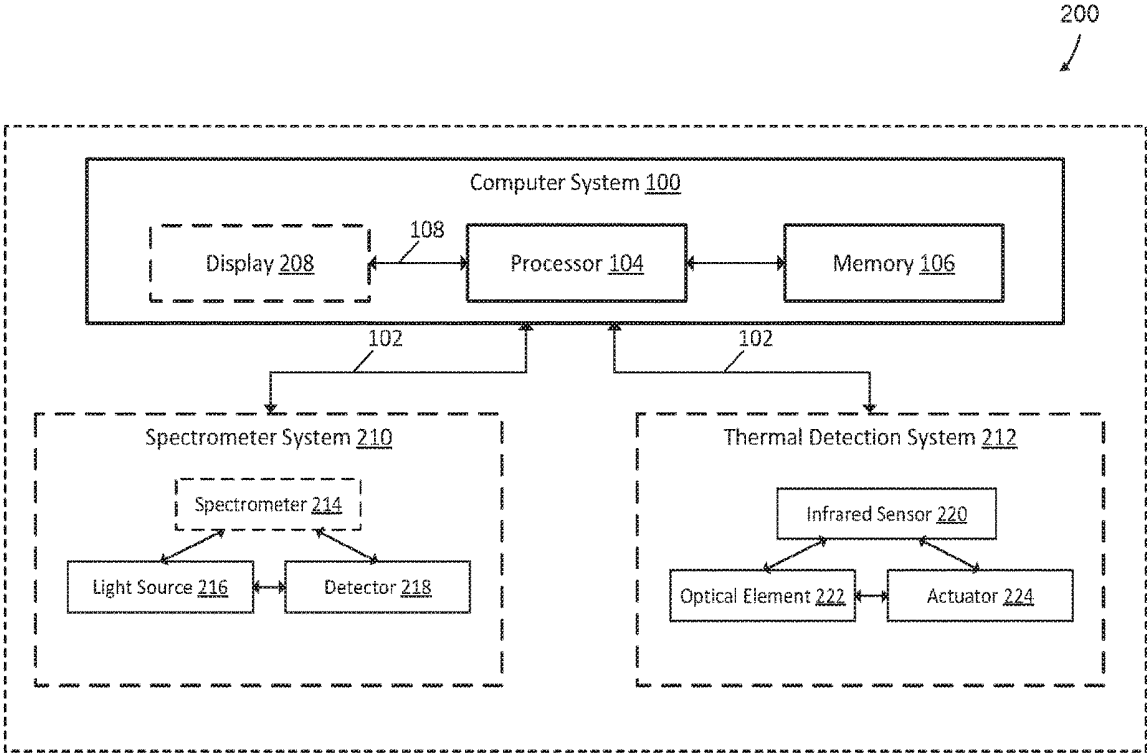 200
Computer System 100
108
Display 208
Processor 104
Memory 106
102
102
Spectrometer System 210
Thermal Detection System 212
Spectrometer 214
Infrared Sensor 220
Light Source 216
Detector 218
Optical Element 222
Actuator 224